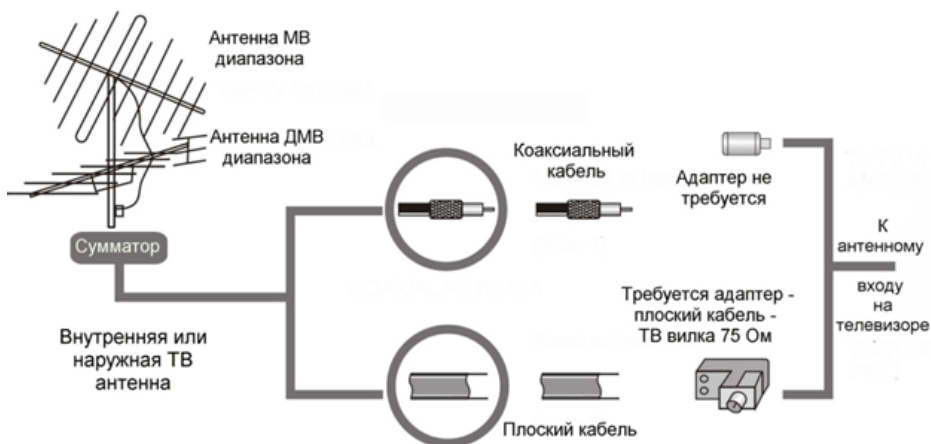 Антенна МВ
диапазона
Антенна ДМВ
диапазона
Сумматор
Внутренняя или
наружная ТВ
антенна
Коаксиальный
кабель
Адаптер не
требуется
Требуется адаптер -
плоский кабель -
ТВ вилка 75 Ом
Плоский кабель
К
антенному
входу
на
телевизоре